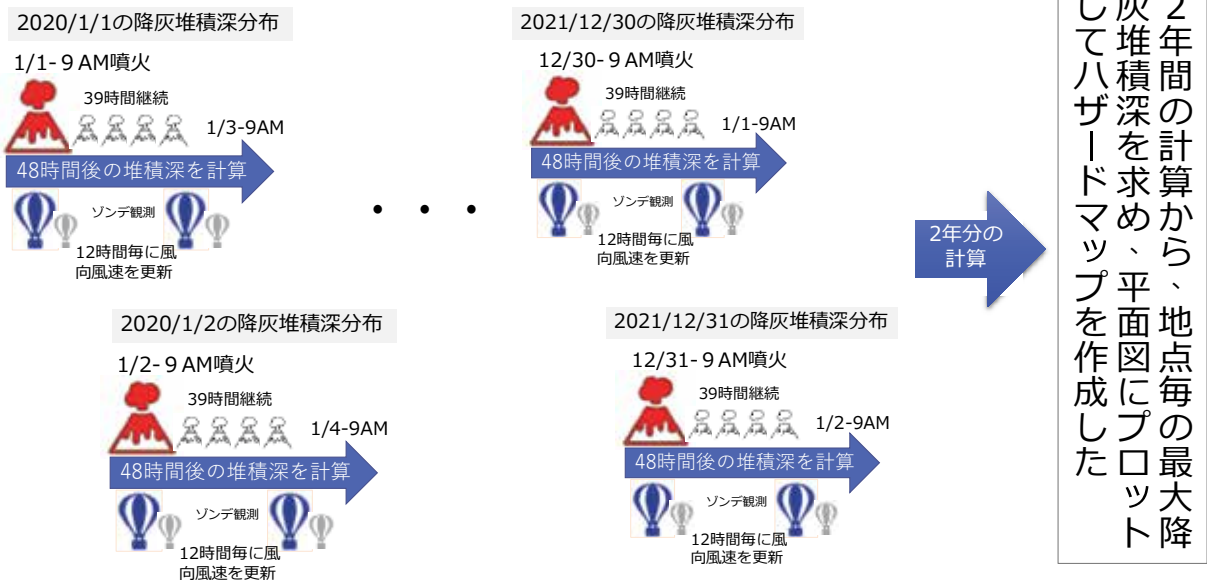 2020/1/1の降灰堆積深分布
1/1- 9 AM噴火
39時間継続
1/3-9AM
48時間後の堆積深を計算
ゾンデ観測
12時間毎に風
向風速を更新
2020/1/2の降灰堆積深分布
1/2- 9 AM噴火
39時間継続
1/4-9AM
48時間後の堆積深を計算
ゾンデ観測
12時間毎に風
向風速を更新
・・・
2021/12/30の降灰堆積深分布
12/30- 9 AM噴火
39時間継続
1/1-9AM
48時間後の堆積深を計算
ゾンデ観測
12時間毎に風
向風速を更新
2021/12/31の降灰堆積深分布
12/31- 9 AM噴火
39時間継続
1/2-9AM
48時間後の堆積深を計算
ゾンデ観測
12時間毎に風
向風速を更新
2年分の
計算
2年間の計算から、地点毎の最大降
灰堆積深を求め、平面図にプロット
してハザードマップを作成した